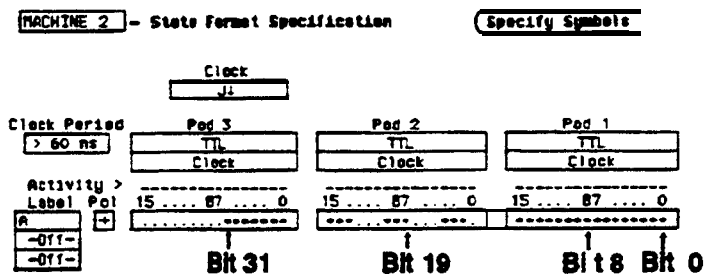 MACHINE 2 - State Format Specification Specify Symbols
Clock
J↓
Clock Period Pod 3 Pod 2 Pod 1
> 60 ns TTL TTL TTL
Clock Clock Clock
Activity >
Label Pol 15 .... 87 .... 0 15 .... 87 .... 0 15 .... 87 .... 0
A +
-Off-
-Off-
Bit 31 Bit 19 Bit 8 Bit 0